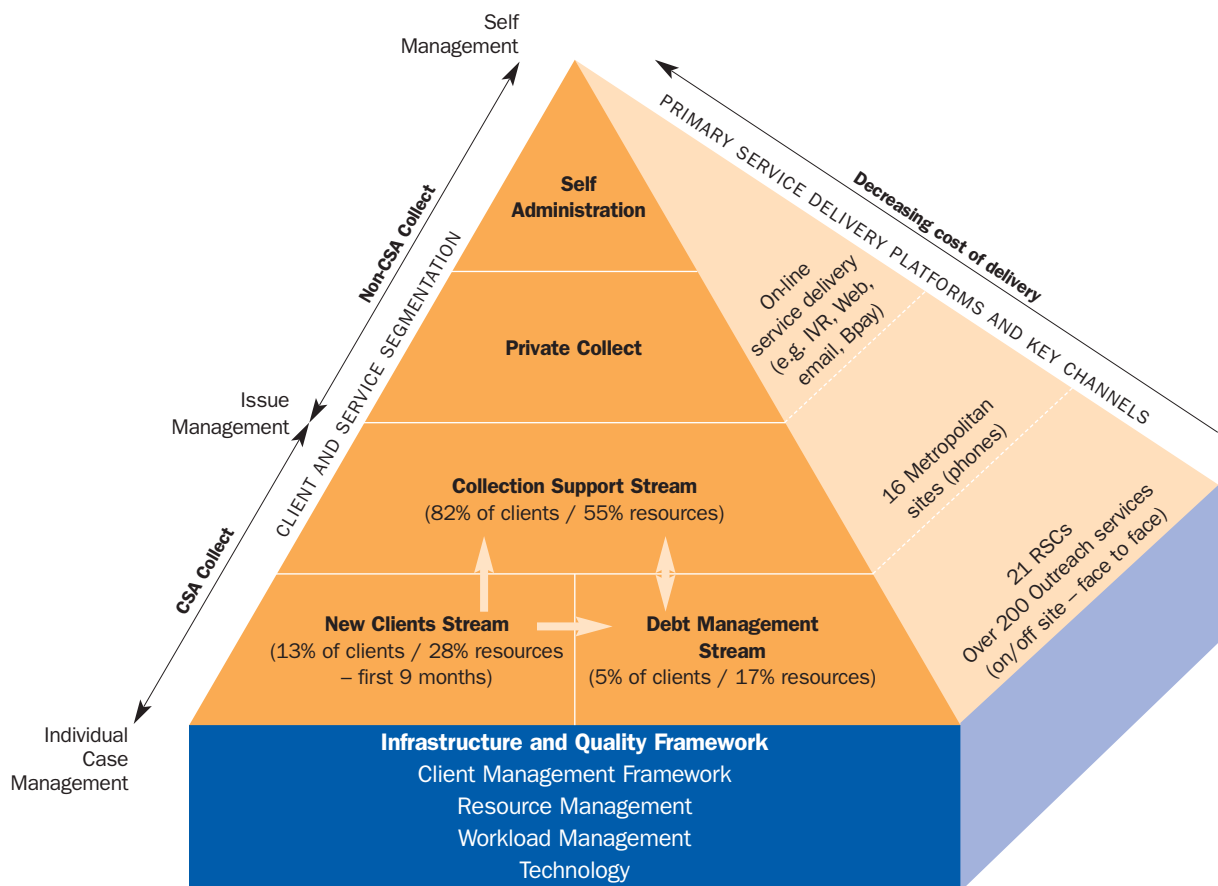 Self
Management
Non-CSA Collect
Issue
Management
CSA Collect
Individual
Case
Management
CLIENT AND SERVICE SEGMENTATION
Self
Administration
Private Collect
Collection Support Stream
(82% of clients / 55% resources)
New Clients Stream
(13% of clients / 28% resources
– first 9 months)
Debt Management
Stream
(5% of clients / 17% resources)
Decreasing cost of delivery
PRIMARY SERVICE DELIVERY PLATFORMS AND KEY CHANNELS
On-line
service delivery
(e.g. IVR, Web,
email, Bpay)
16 Metropolitan
sites (phones)
21 RSCs
Over 200 Outreach services
(on/off site – face to face)
Infrastructure and Quality Framework
Client Management Framework
Resource Management
Workload Management
Technology